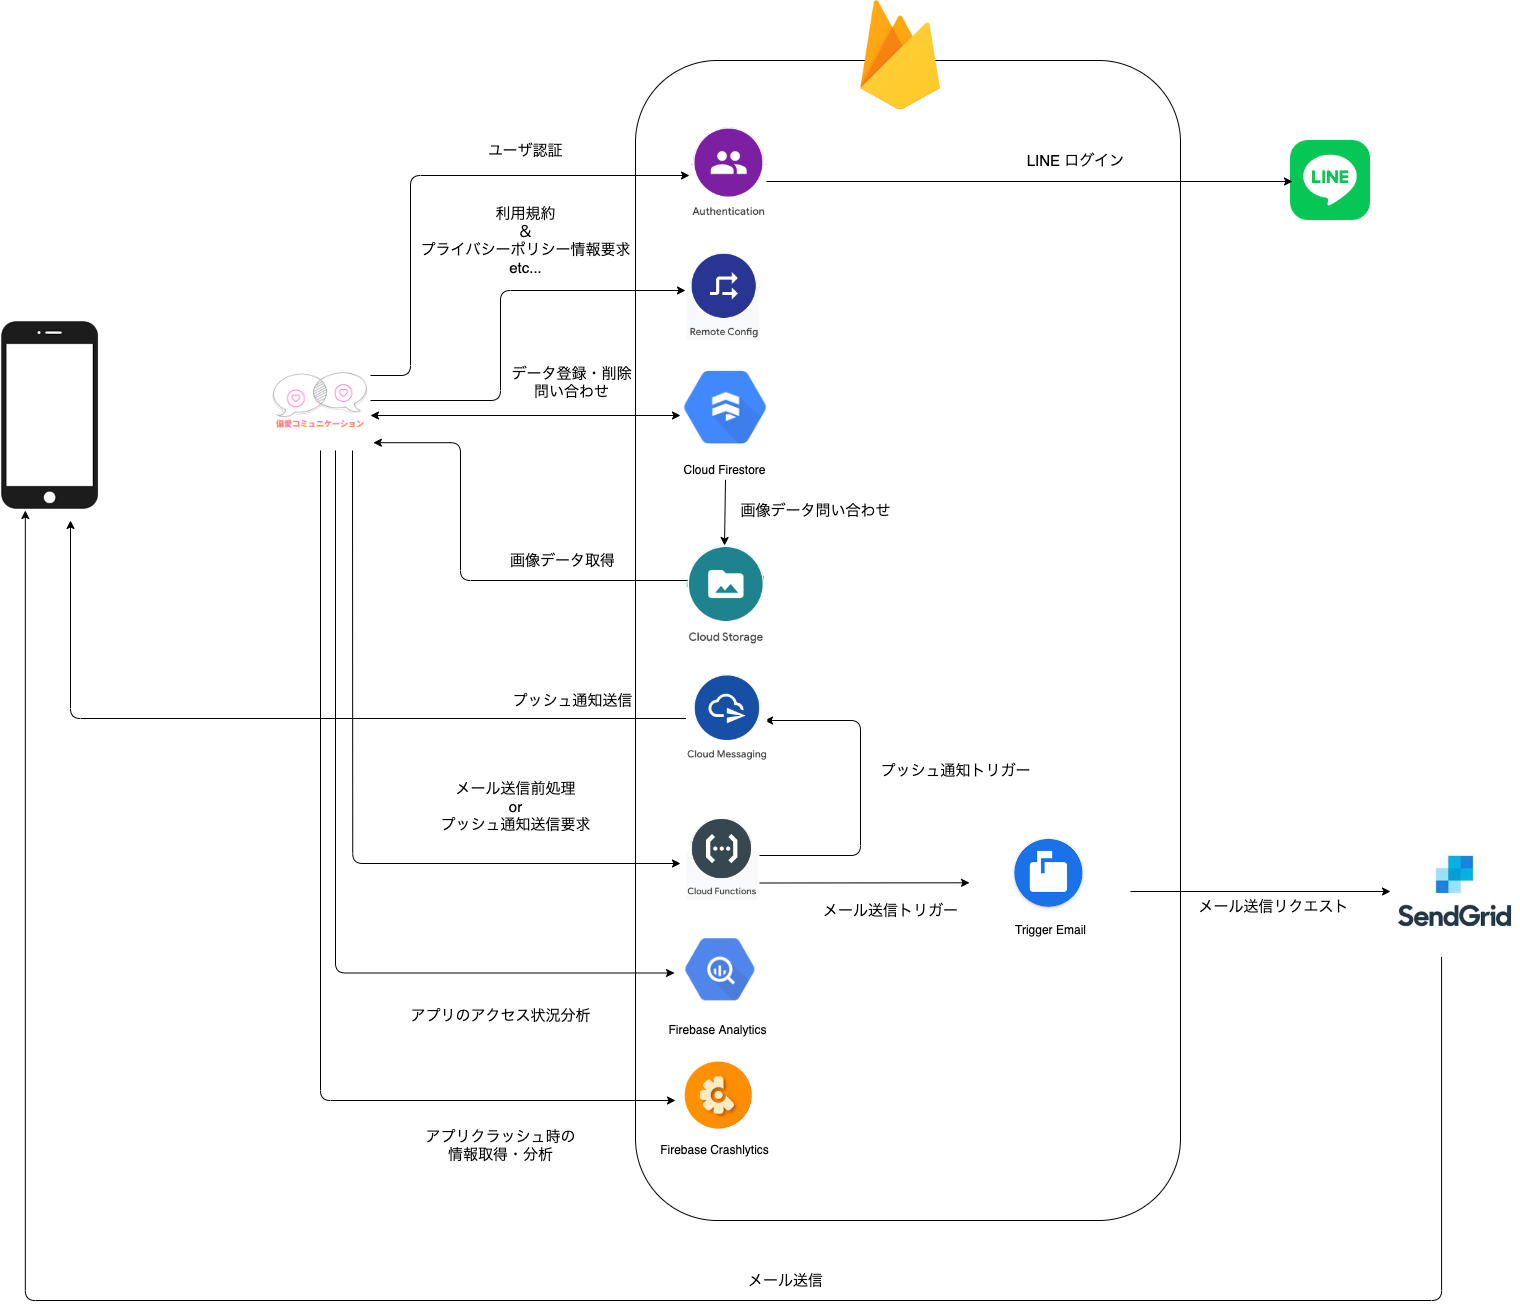 ユーザ認証
LINE ログイン
LINE
Authentication
利用規約
&
プライバシーポリシー情報要求
etc...
Remote Config
データ登録・削除
問い合わせ
偏愛コミュニケーション
Cloud Firestore
画像データ問い合わせ
画像データ取得
Cloud Storage
プッシュ通知送信
Cloud Messaging
プッシュ通知トリガー
メール送信前処理
or
プッシュ通知送信要求
Cloud Functions
メール送信トリガー
Trigger Email
メール送信リクエスト
SendGrid
アプリのアクセス状況分析
Firebase Analytics
アプリクラッシュ時の
情報取得・分析
Firebase Crashlytics
メール送信